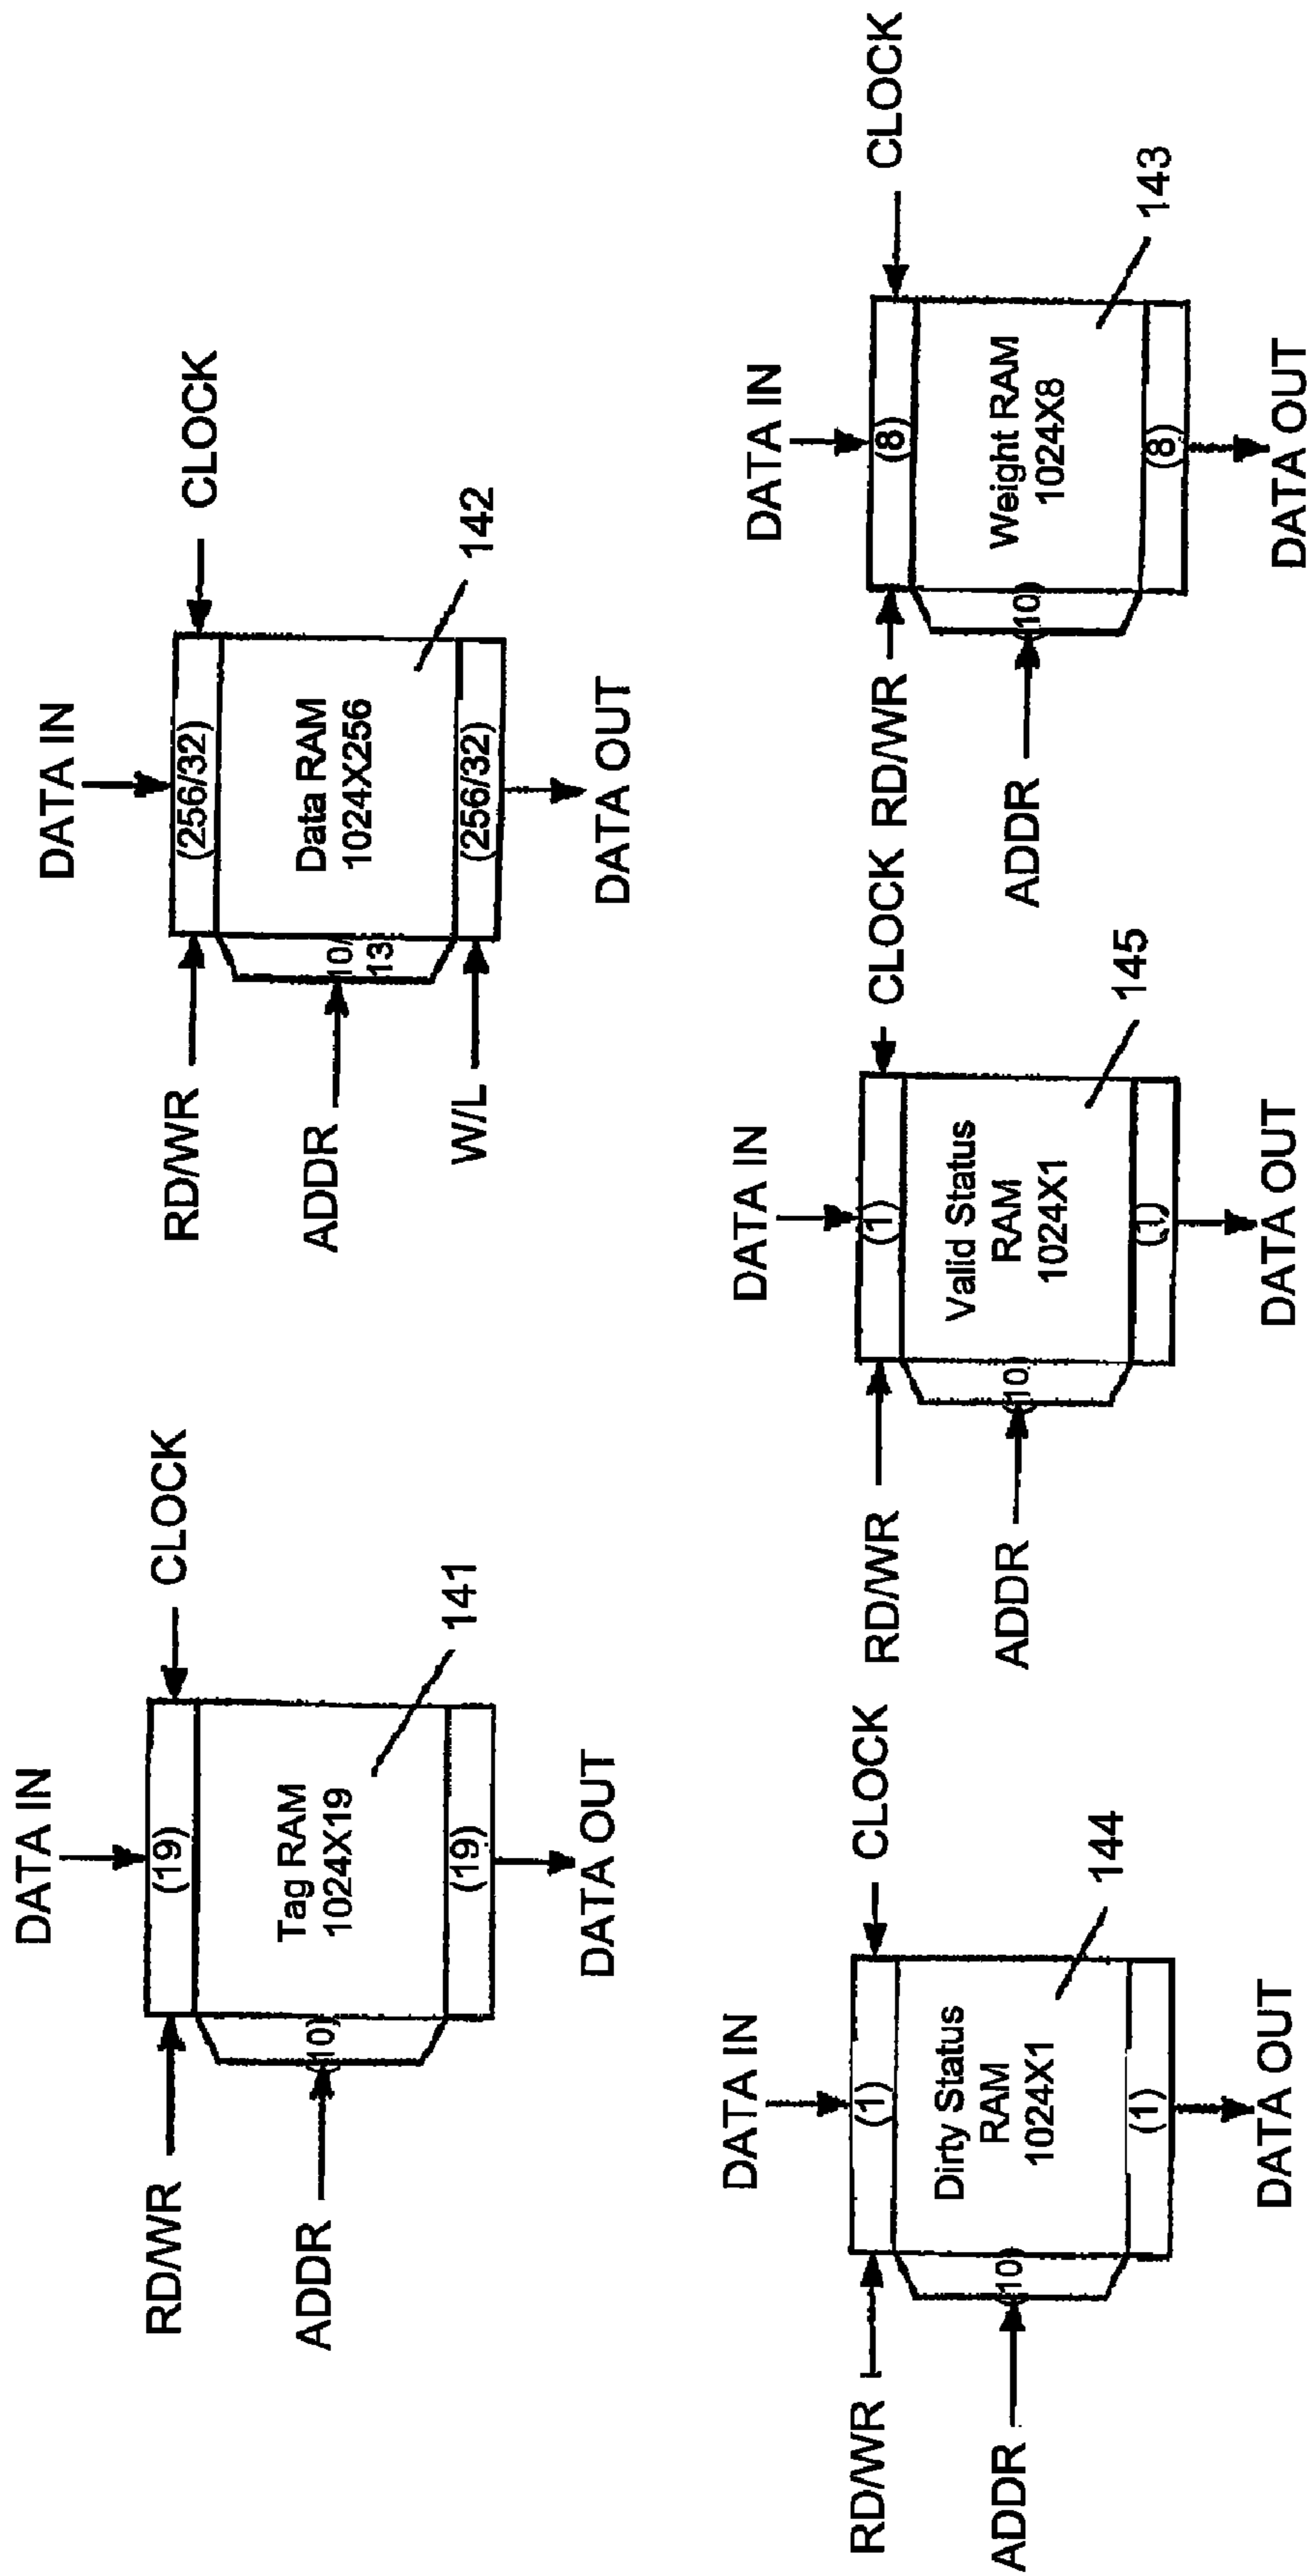 DATA IN
RD/WR
(19)
CLOCK
Tag RAM
1024X19
ADDR
(10)
(19)
141
DATA OUT
DATA IN
RD/WR
(256/32)
CLOCK
Data RAM
1024X256
ADDR
10/
13)
W/L
(256/32)
142
DATA OUT
DATA IN
RD/WR
(1)
CLOCK
Dirty Status
RAM
1024X1
ADDR
(10)
(1)
144
DATA OUT
DATA IN
RD/WR
(1)
CLOCK
Valid Status
RAM
1024X1
ADDR
(10)
(1)
145
DATA OUT
DATA IN
RD/WR
(8)
CLOCK
Weight RAM
1024X8
ADDR
(10)
(8)
143
DATA OUT